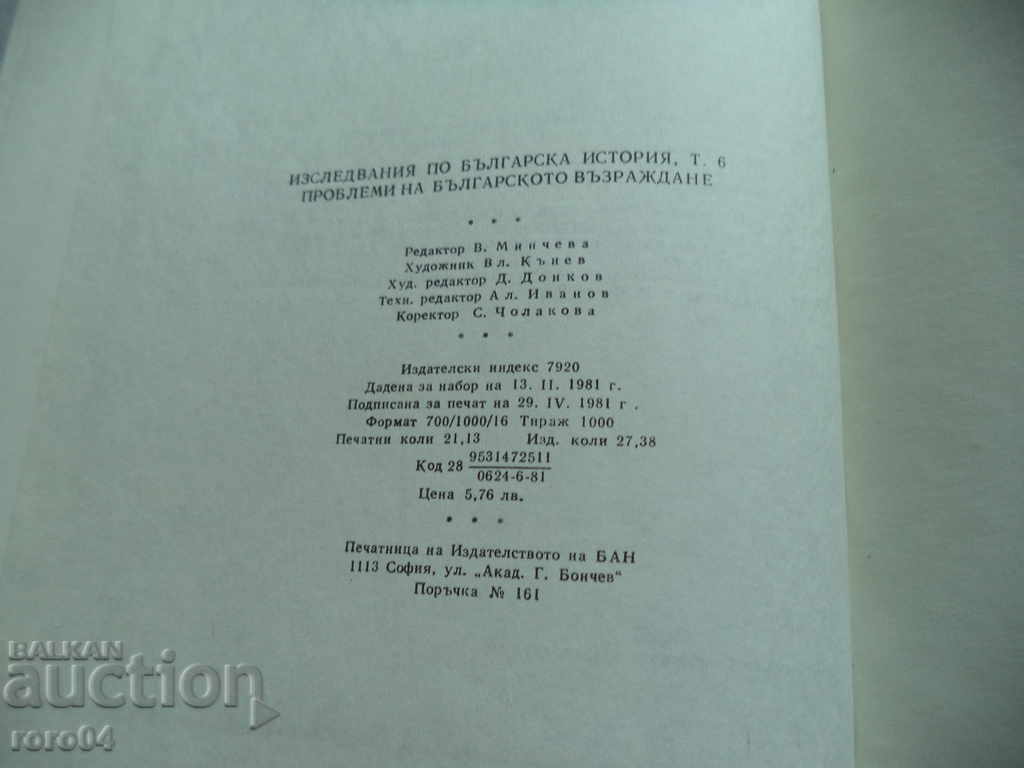 ИЗСЛЕДВАНИЯ ПО БЪЛГАРСКА ИСТОРИЯ, Т. 6
ПРОБЛЕМИ НА БЪЛГАРСКОТО ВЪЗРАЖДАНЕ
* * *
Редактор В. Минчева
Художник Вл. Кънев
Худ. редактор Д. Донков
Техн. редактор Ал. Иванов
Коректор С. Чолакова
* * *
Издателски индекс 7920
Дадена за набор на 13. II. 1981 г.
Подписана за печат на 29. IV. 1981 г.
Формат 700/1000/16 Тираж 1000
Печатни коли 21,13 Изд. коли 27,38
Код 28 9531472511
0624-6-81
Цена 5,76 лв.
* * *
Печатница на Издателството на БАН
1113 София, ул. „Акад. Г. Бончев“
Поръчка № 161
BALKAN
auction
roro04